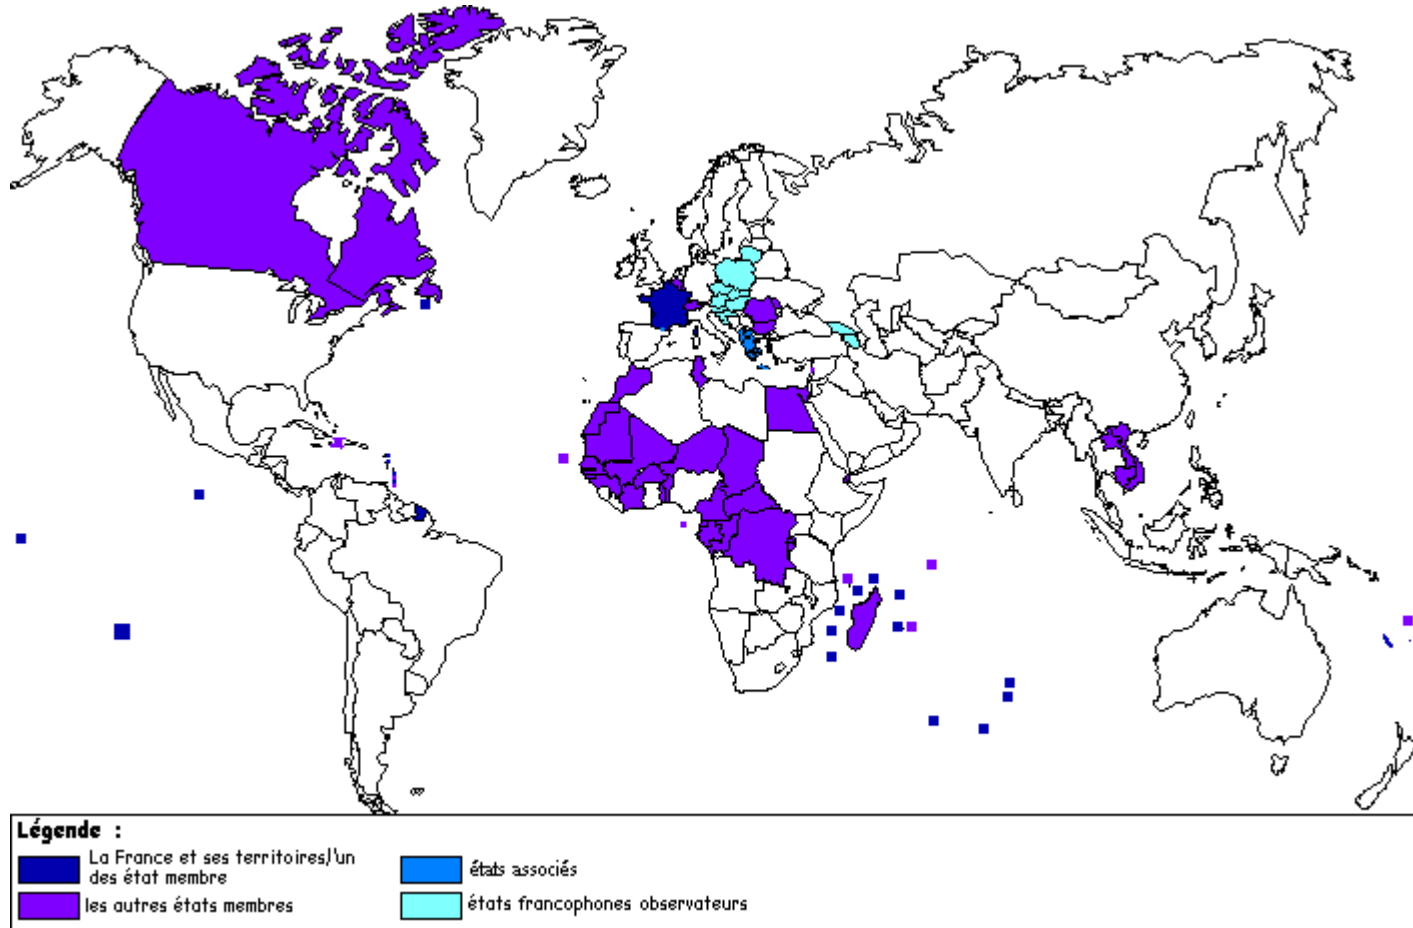 Légende :
La France et ses territoires/l'un
des état membre
les autres états membres
états associés
états francophones observateurs